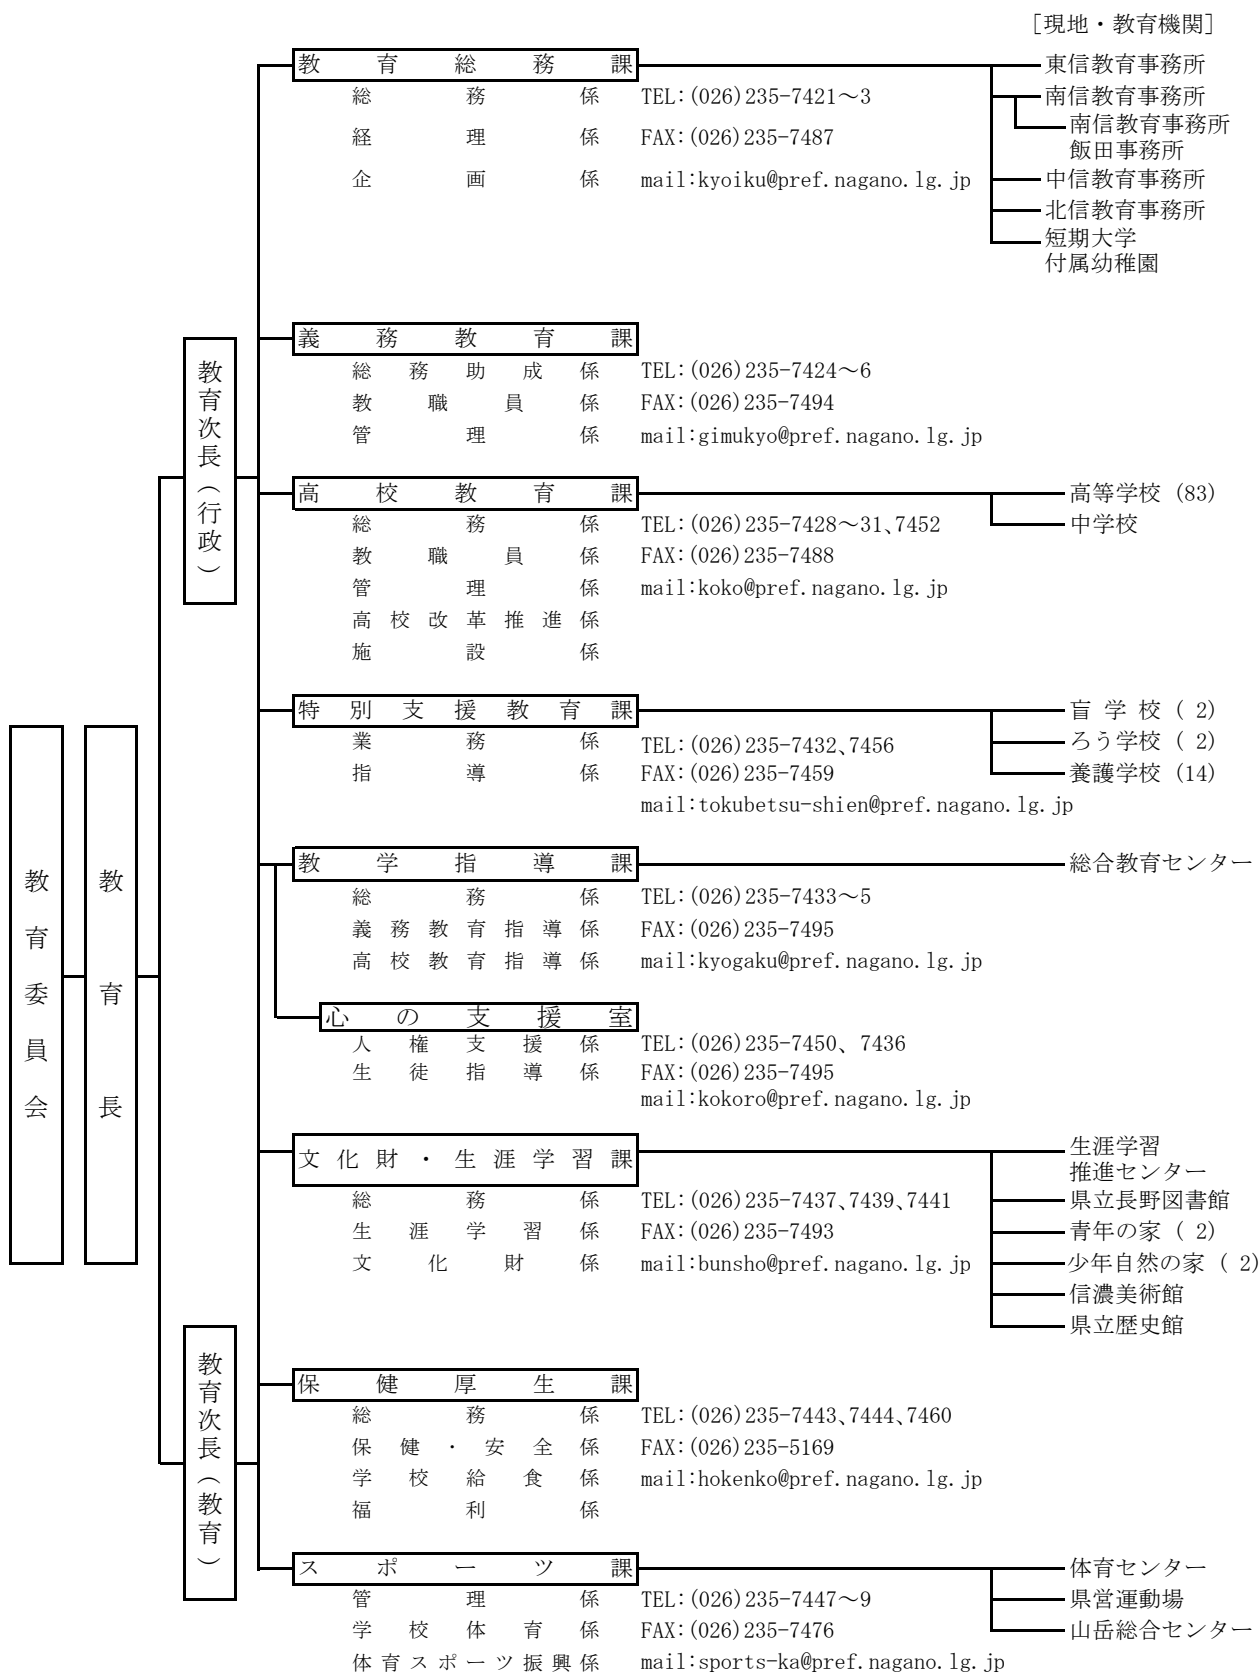 ［現地・教育機関］
教育総務課
総務係 TEL:(026)235-7421～3
経理係 FAX:(026)235-7487
企画係 mail:kyoiku@pref.nagano.lg.jp
東信教育事務所
南信教育事務所
南信教育事務所
飯田事務所
中信教育事務所
北信教育事務所
短期大学
付属幼稚園
教育次長（行政）
義務教育課
総務助成係 TEL:(026)235-7424～6
教職員係 FAX:(026)235-7494
管理係 mail:gimukyo@pref.nagano.lg.jp
高校教育課
総務係 TEL:(026)235-7428～31、7452
教職員係 FAX:(026)235-7488
管理係 mail:koko@pref.nagano.lg.jp
高校改革推進係
施設係
高等学校 (83)
中学校
特別支援教育課
業務係 TEL:(026)235-7432、7456
指導係 FAX:(026)235-7459
mail:tokubetsu-shien@pref.nagano.lg.jp
盲学校 ( 2)
ろう学校 ( 2)
養護学校 (14)
教育委員会
教育長
教学指導課
総務係 TEL:(026)235-7433～5
義務教育指導係 FAX:(026)235-7495
高校教育指導係 mail:kyogaku@pref.nagano.lg.jp
総合教育センター
心の支援室
人権支援係 TEL:(026)235-7450、7436
生徒指導係 FAX:(026)235-7495
mail:kokoro@pref.nagano.lg.jp
文化財・生涯学習課
総務係 TEL:(026)235-7437、7439、7441
生涯学習係 FAX:(026)235-7493
文化財係 mail:bunsho@pref.nagano.lg.jp
生涯学習
推進センター
県立長野図書館
青年の家 ( 2)
少年自然の家 ( 2)
信濃美術館
県立歴史館
教育次長（教育）
保健厚生課
総務係 TEL:(026)235-7443、7444、7460
保健・安全係 FAX:(026)235-5169
学校給食係 mail:hokenko@pref.nagano.lg.jp
福利係
スポーツ課
管理係 TEL:(026)235-7447～9
学校体育係 FAX:(026)235-7476
体育スポーツ振興係 mail:sports-ka@pref.nagano.lg.jp
体育センター
県営運動場
山岳総合センター